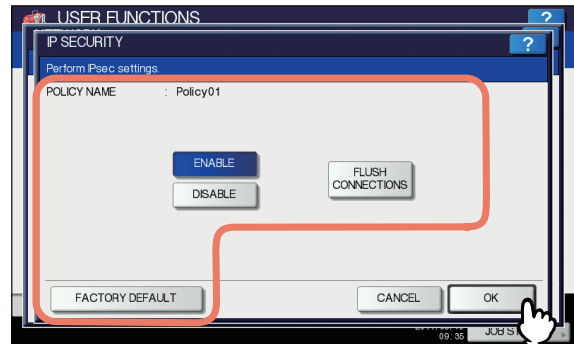 USER FUNCTIONS
?
IP SECURITY
?
Perform IPsec settings.
POLICY NAME : Policy01
ENABLE
DISABLE
FLUSH
CONNECTIONS
FACTORY DEFAULT
CANCEL
OK
09:35
JOB S